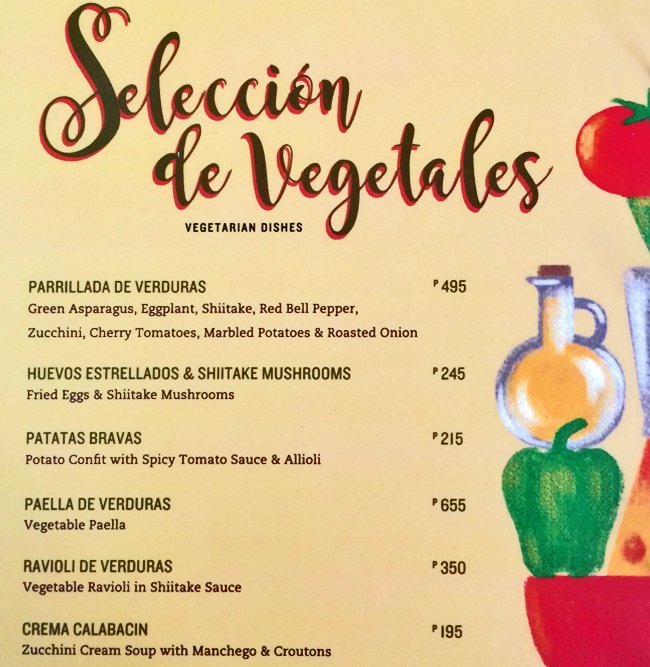 Selección
de Vegetales
VEGETARIAN DISHES
PARRILLADA DE VERDURAS ₱495
Green Asparagus, Eggplant, Shiitake, Red Bell Pepper,
Zucchini, Cherry Tomatoes, Marbled Potatoes & Roasted Onion
HUEVOS ESTRELLADOS & SHIITAKE MUSHROOMS ₱245
Fried Eggs & Shiitake Mushrooms
PATATAS BRAVAS ₱215
Potato Confit with Spicy Tomato Sauce & Allioli
PAELLA DE VERDURAS ₱655
Vegetable Paella
RAVIOLI DE VERDURAS ₱350
Vegetable Ravioli in Shiitake Sauce
CREMA CALABACIN ₱195
Zucchini Cream Soup with Manchego & Croutons